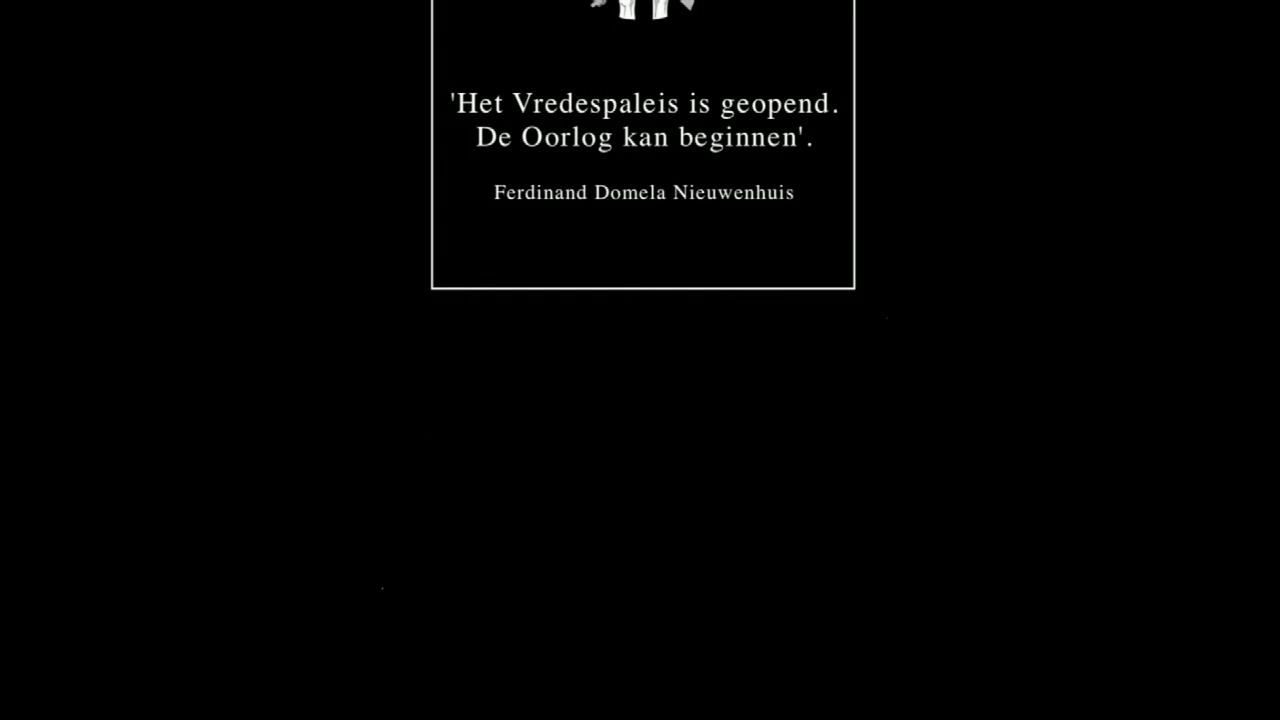 'Het Vredespaleis is geopend.
De Oorlog kan beginnen'.
Ferdinand Domela Nieuwenhuis